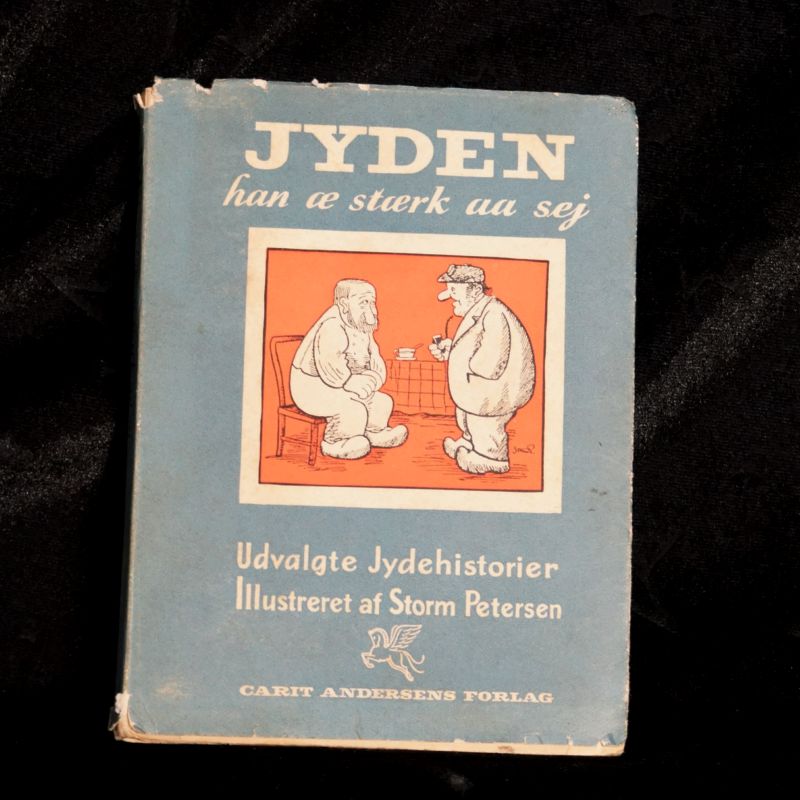 JYDEN
han æ stærk aa sej
Udvalgte Jydehistorier
Illustreret af Storm Petersen
CARIT ANDERSENS FORLAG